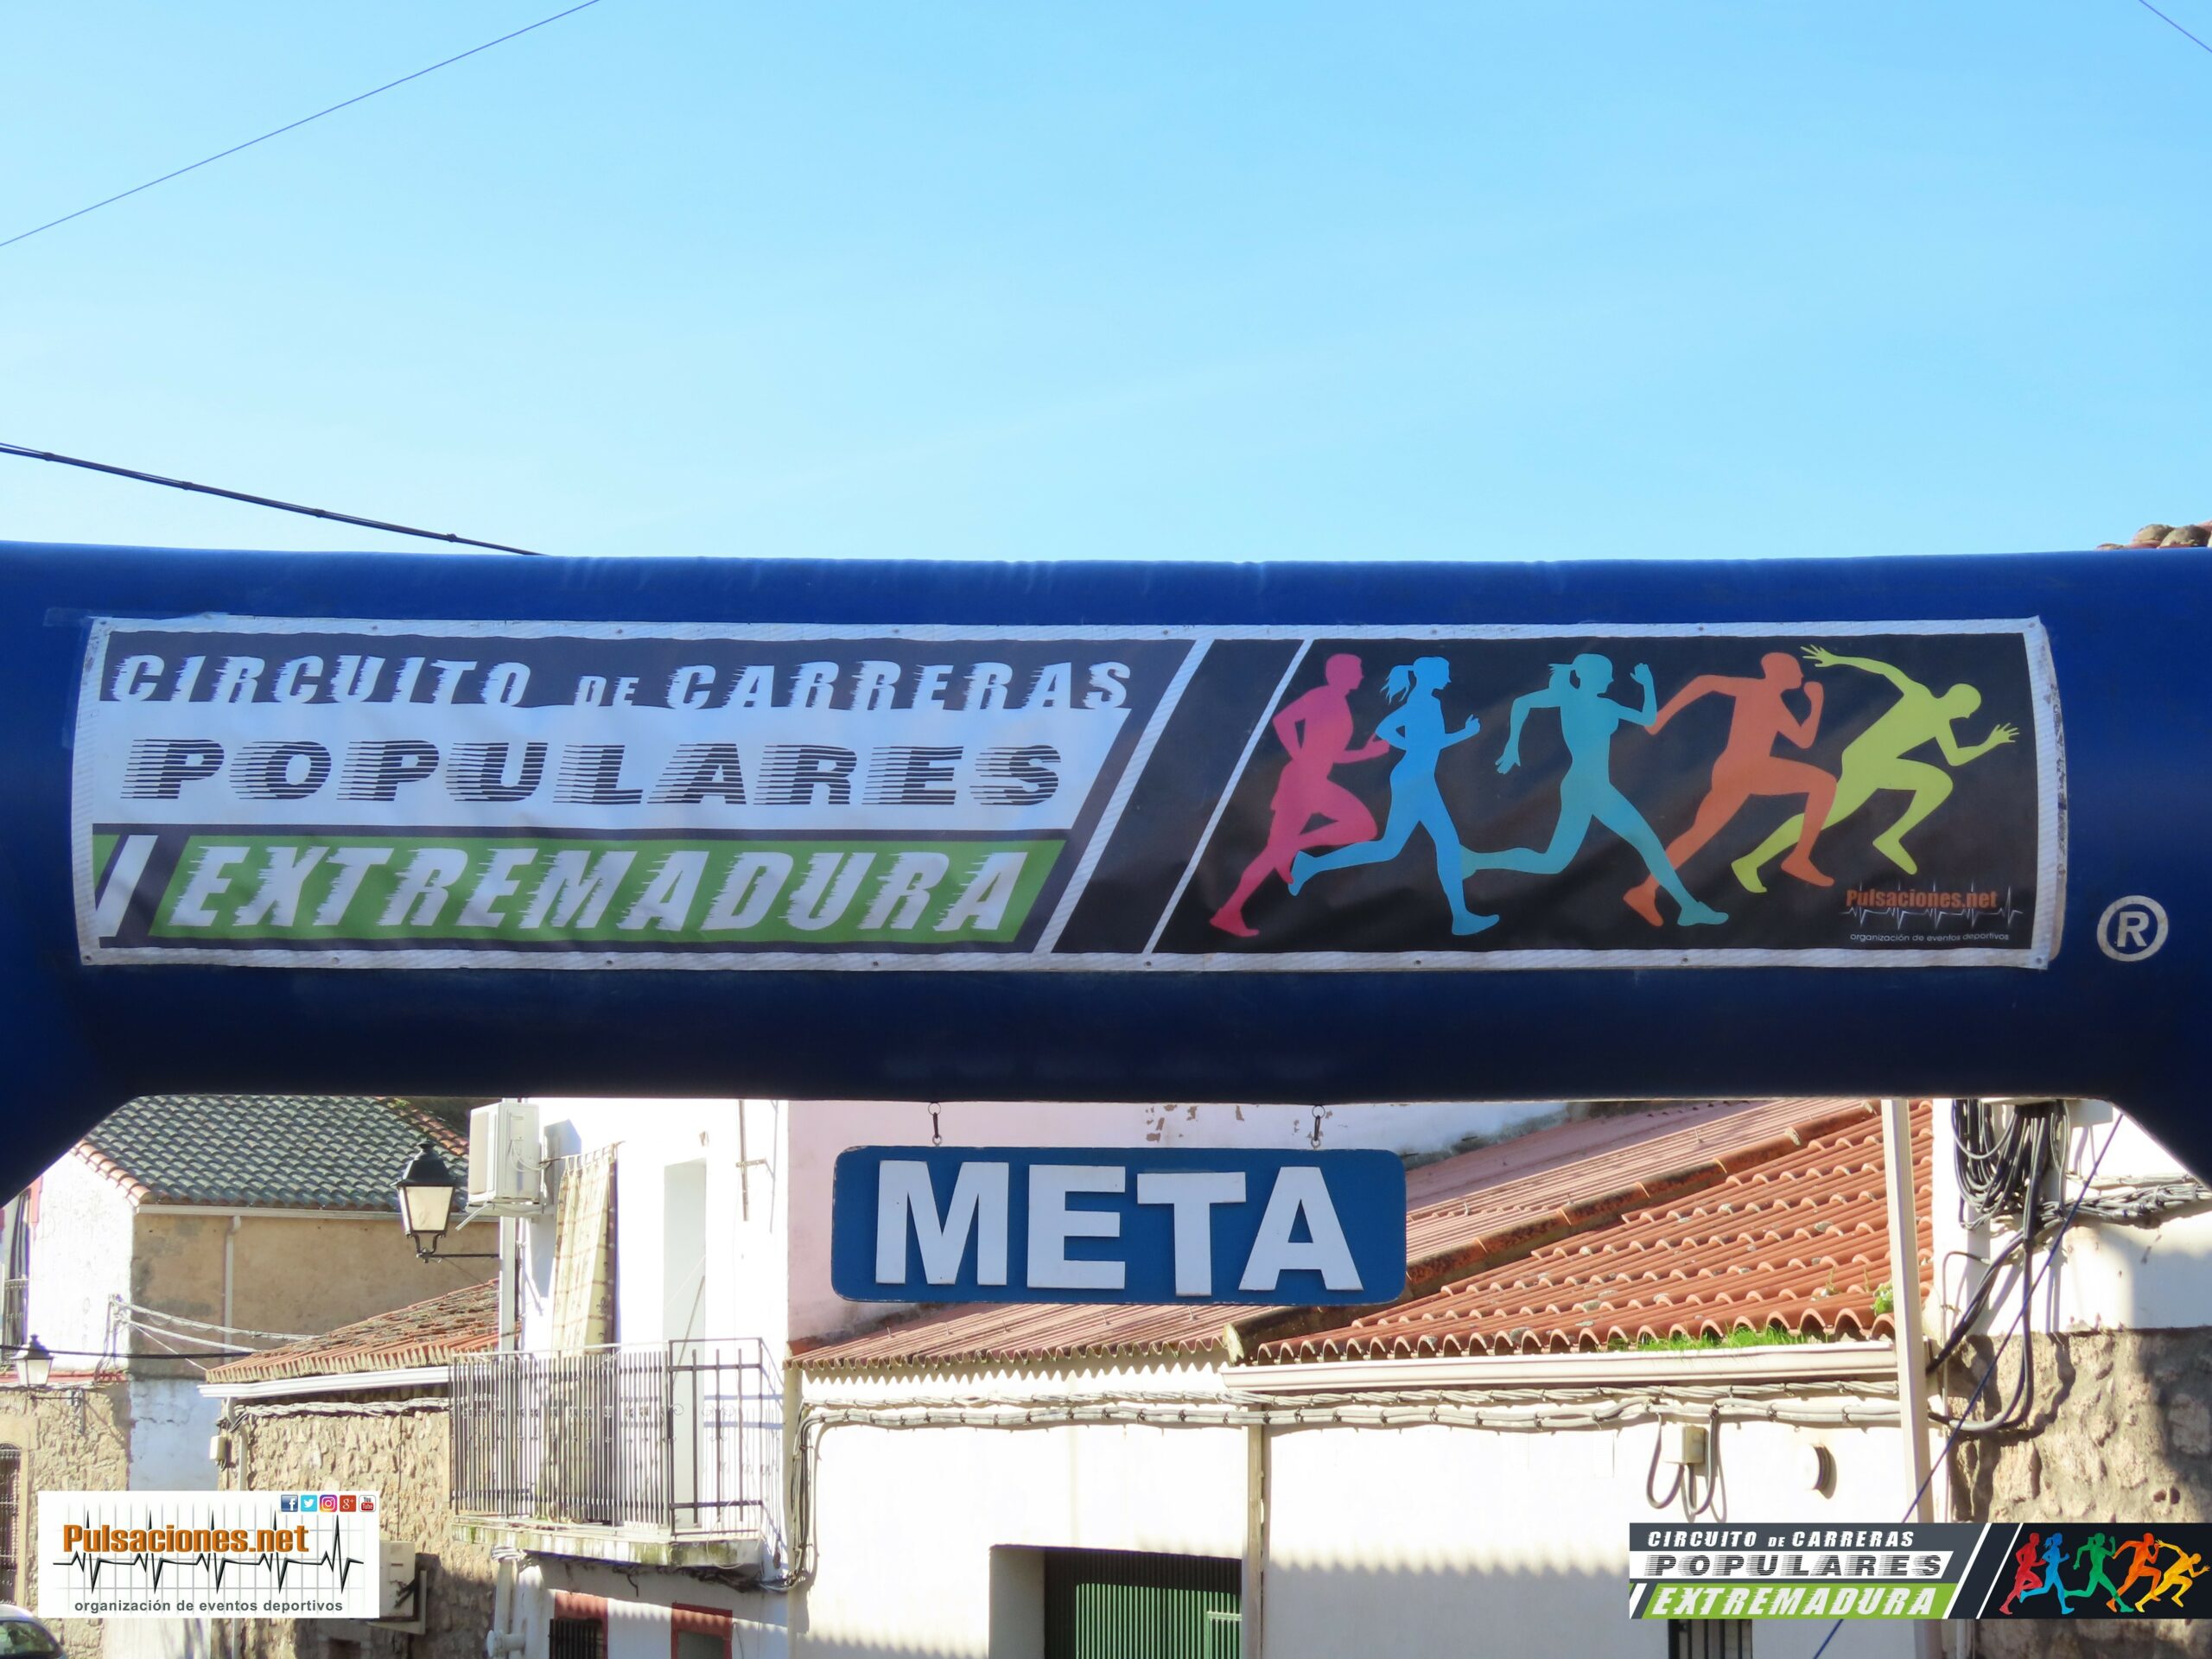 CIRCUITO DE CARRERAS
POPULARES
EXTREMADURA
Pulsaciones.net
organización de eventos deportivos
®
META
Pulsaciones.net
organización de eventos deportivos
CIRCUITO DE CARRERAS
POPULARES
EXTREMADURA